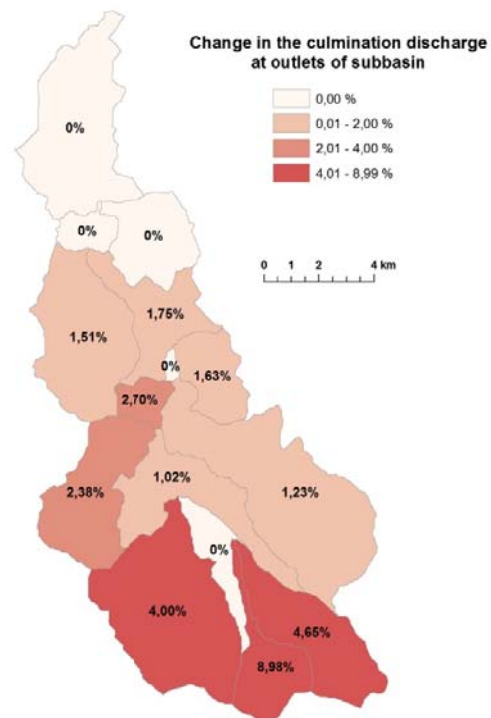 Change in the culmination discharge
at outlets of subbasin
0,00 %
0,01 - 2,00 %
2,01 - 4,00 %
4,01 - 8,99 %
0 1 2 4 km
0%
0%
0%
1,75%
1,51%
0%
1,63%
2,70%
1,02%
2,38%
1,23%
0%
4,00%
4,65%
8,98%